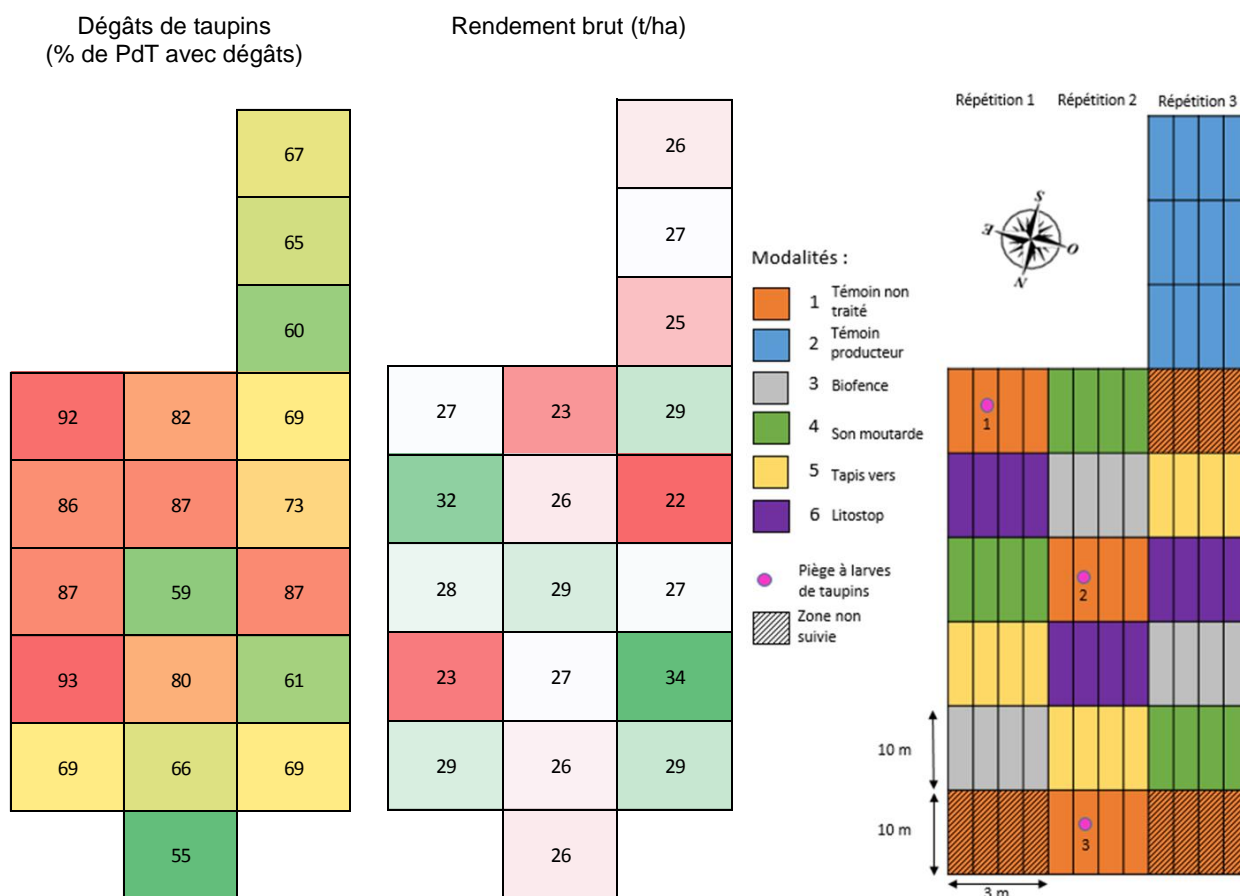 Dégâts de taupins
(% de PdT avec dégâts)
67
65
60
92 82 69
86 87 73
87 59 87
93 80 61
69 66 69
55
Rendement brut (t/ha)
26
27
25
27 23 29
32 26 22
28 29 27
23 27 34
29 26 29
26
Répétition 1 Répétition 2 Répétition 3
S
E
O
N
Modalités :
1 Témoin non
traité
2 Témoin
producteur
3 Biofence
4 Son moutarde
5 Tapis vers
6 Litostop
Piège à larves
de taupins
Zone non
suivie
1
2
3
10 m
10 m
3 m